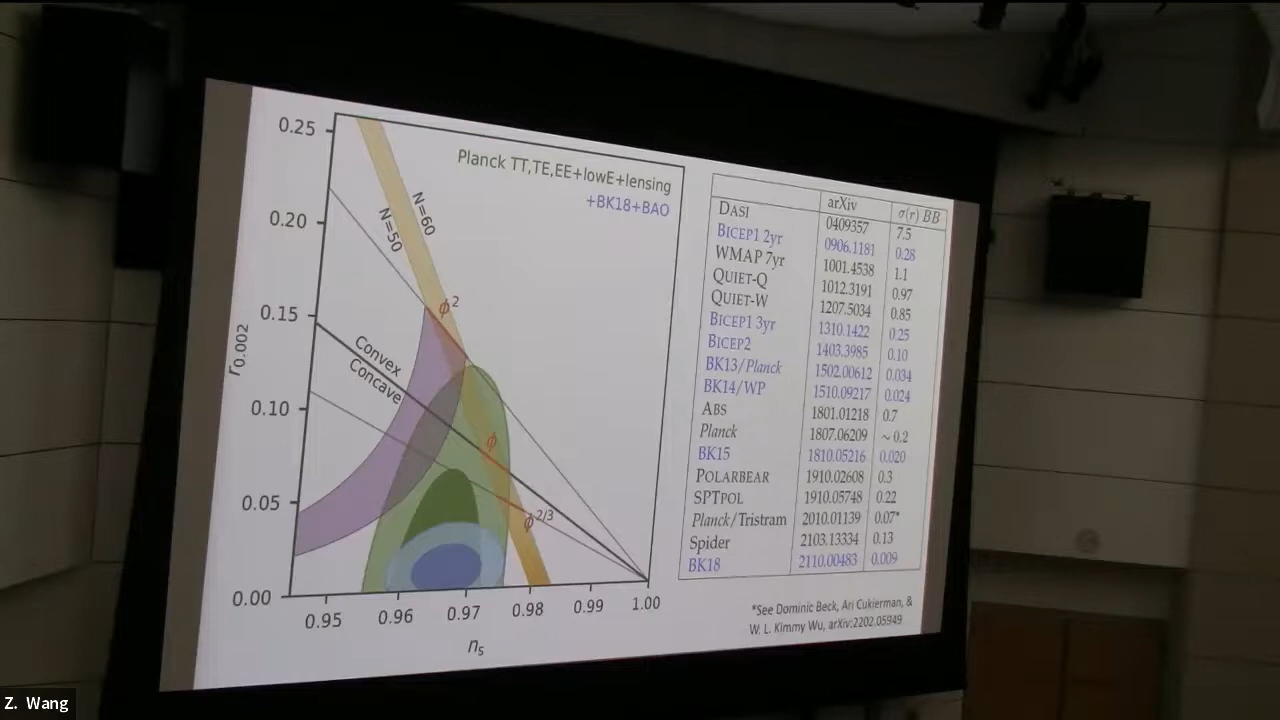 0.25
0.20
0.15
0.10
0.05
0.00
r0.002
0.95 0.96 0.97 0.98 0.99 1.00
ns
Planck TT,TE,EE+lowE+lensing
+BK18+BAO
N=60
N=50
ϕ2
Convex
Concave
ϕ
ϕ2/3
arXiv σ(r) BB
DASI 0409357 7.5
BICEP1 2yr 0906.1181 0.28
WMAP 7yr 1001.4538 1.1
QUIET-Q 1012.3191 0.97
QUIET-W 1207.5034 0.85
BICEP1 3yr 1310.1422 0.25
BICEP2 1403.3985 0.10
BK13/Planck 1502.00612 0.034
BK14/WP 1510.09217 0.024
ABS 1801.01218 0.7
Planck 1807.06209 ~ 0.2
BK15 1810.05216 0.020
POLARBEAR 1910.02608 0.3
SPTPOL 1910.05748 0.22
Planck/Tristram 2010.01139 0.07*
Spider 2103.13334 0.13
BK18 2110.00483 0.009
*See Dominic Beck, Ari Cukierman, &
W. L. Kimmy Wu, arXiv:2202.05949
Z. Wang